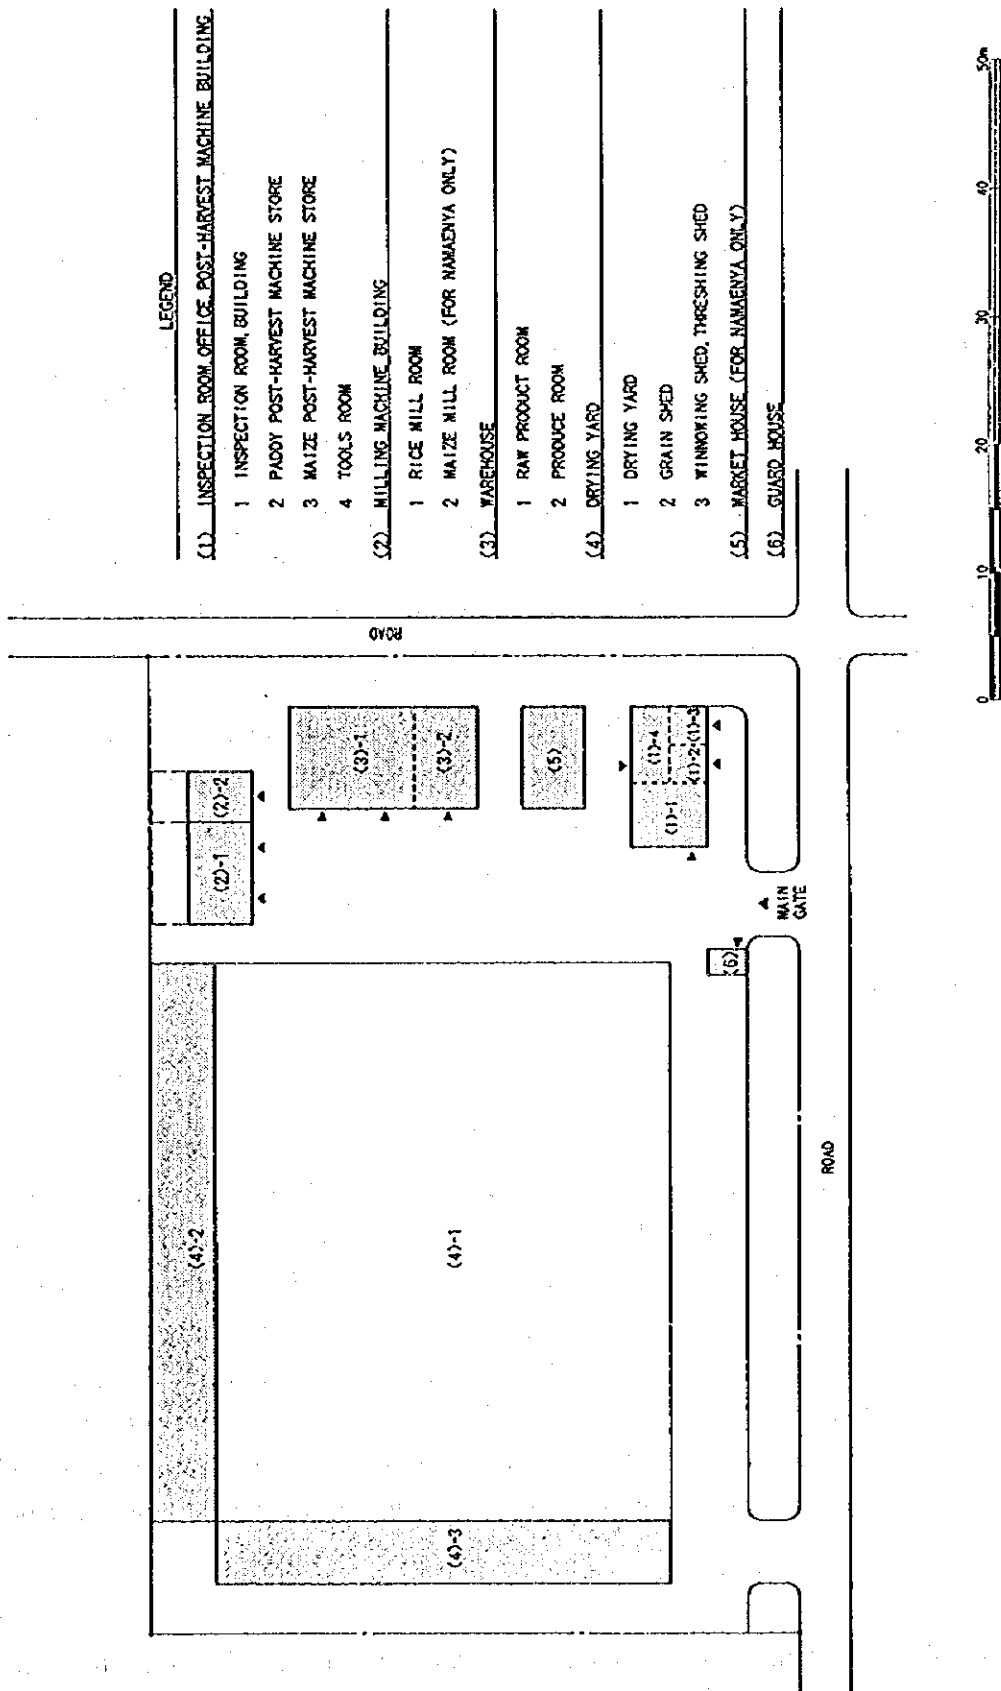 LEGEND
(1) INSPECTION ROOM, OFFICE, POST-HARVEST MACHINE BUILDING
1 INSPECTION ROOM, BUILDING
2 PADDY POST-HARVEST MACHINE STORE
3 MAIZE POST-HARVEST MACHINE STORE
4 TOOLS ROOM
(2) MILLING MACHINE BUILDING
1 RICE MILL ROOM
2 MAIZE MILL ROOM (FOR NAMAENYA ONLY)
(3) WAREHOUSE
1 RAW PRODUCT ROOM
2 PRODUCE ROOM
(4) DRYING YARD
1 DRYING YARD
2 GRAIN SHED
3 WINNOWING SHED, THRESHING SHED
(5) MARKET HOUSE (FOR NAMAENYA ONLY)
(6) GUARD HOUSE
ROAD
(2)-1
(2)-2
(3)-1
(3)-2
(5)
(1)-1
(1)-4
(1)-2
(1)-3
MAIN
GATE
(6)
(4)-2
(4)-1
(4)-3
ROAD
0 10 20 30 40 50m